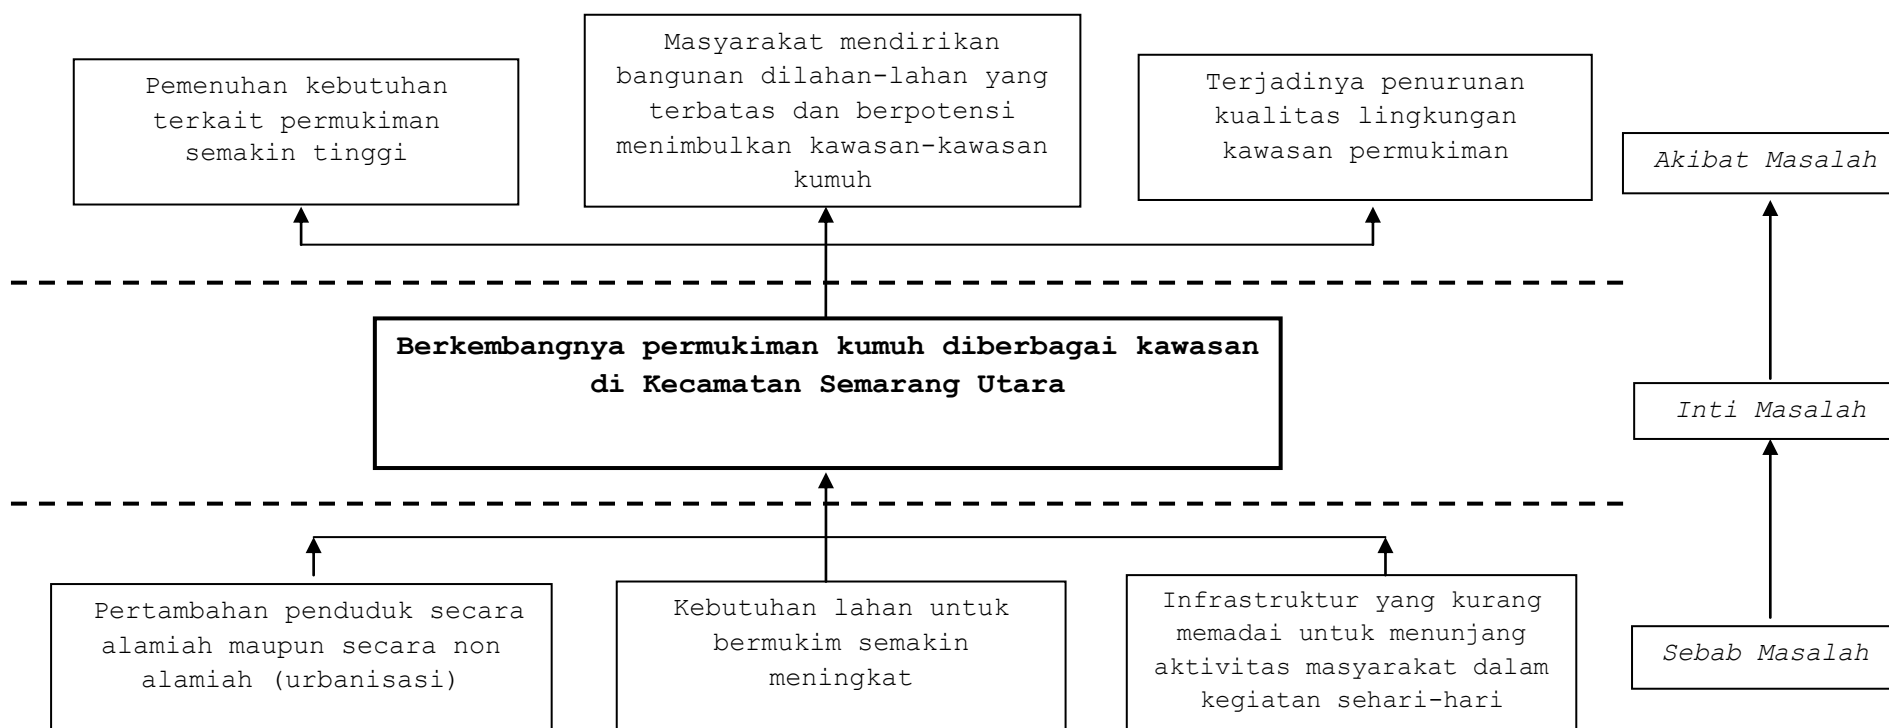 Pemenuhan kebutuhan
terkait permukiman
semakin tinggi
Masyarakat mendirikan
bangunan dilahan-lahan yang
terbatas dan berpotensi
menimbulkan kawasan-kawasan
kumuh
Terjadinya penurunan
kualitas lingkungan
kawasan permukiman
Akibat Masalah
Berkembangnya permukiman kumuh diberbagai kawasan
di Kecamatan Semarang Utara
Inti Masalah
Pertambahan penduduk secara
alamiah maupun secara non
alamiah (urbanisasi)
Kebutuhan lahan untuk
bermukim semakin
meningkat
Infrastruktur yang kurang
memadai untuk menunjang
aktivitas masyarakat dalam
kegiatan sehari-hari
Sebab Masalah